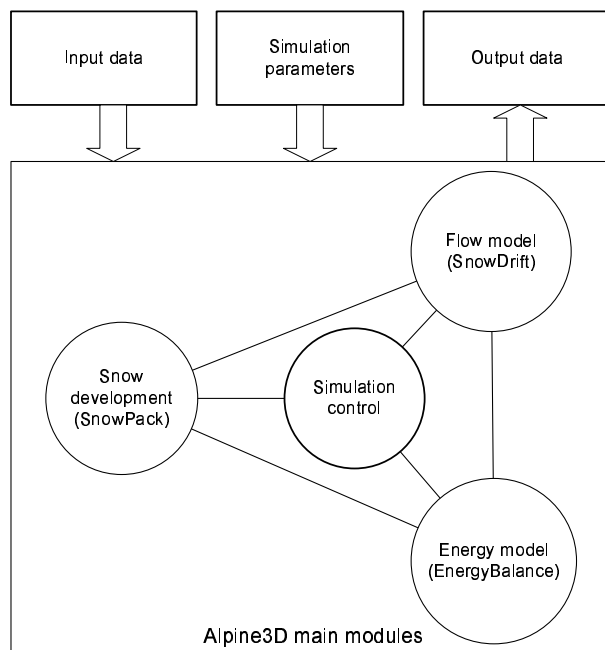 Input data
Simulation
parameters
Output data
Flow model
(SnowDrift)
Snow
development
(SnowPack)
Simulation
control
Energy model
(EnergyBalance)
Alpine3D main modules